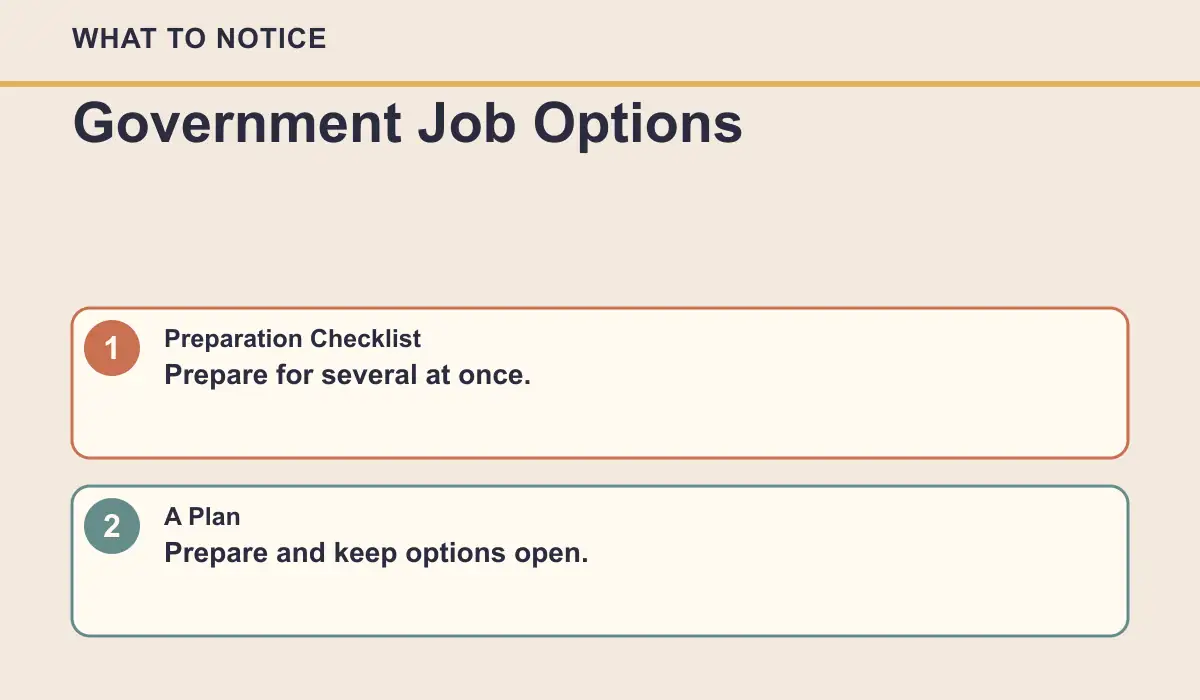 WHAT TO NOTICE
Government Job Options
1
Preparation Checklist
Prepare for several at once.
2
A Plan
Prepare and keep options open.